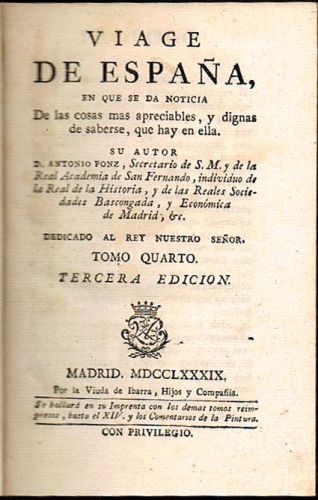 VIAGE
DE ESPAÑA,
EN QUE SE DA NOTICIA
De las cosas mas apreciables, y dignas
de saberse, que hay en ella.
SU AUTOR
D. ANTONIO PONZ, Secretario de S. M. y de la
Real Academia de San Fernando, individuo de
la Real de la Historia, y de las Reales Socie-
dades Bascongada, y Económica
de Madrid, &c.
DEDICADO AL REY NUESTRO SEÑOR.
TOMO QUARTO.
TERCERA EDICION.
MADRID. MDCCLXXXIX.
Por la Viuda de Ibarra, Hijos y Compañía.
Se hallará en su Imprenta con los demas tomos reim-
presos, hasta el XIV. y los Comentarios de la Pintura.
CON PRIVILEGIO.